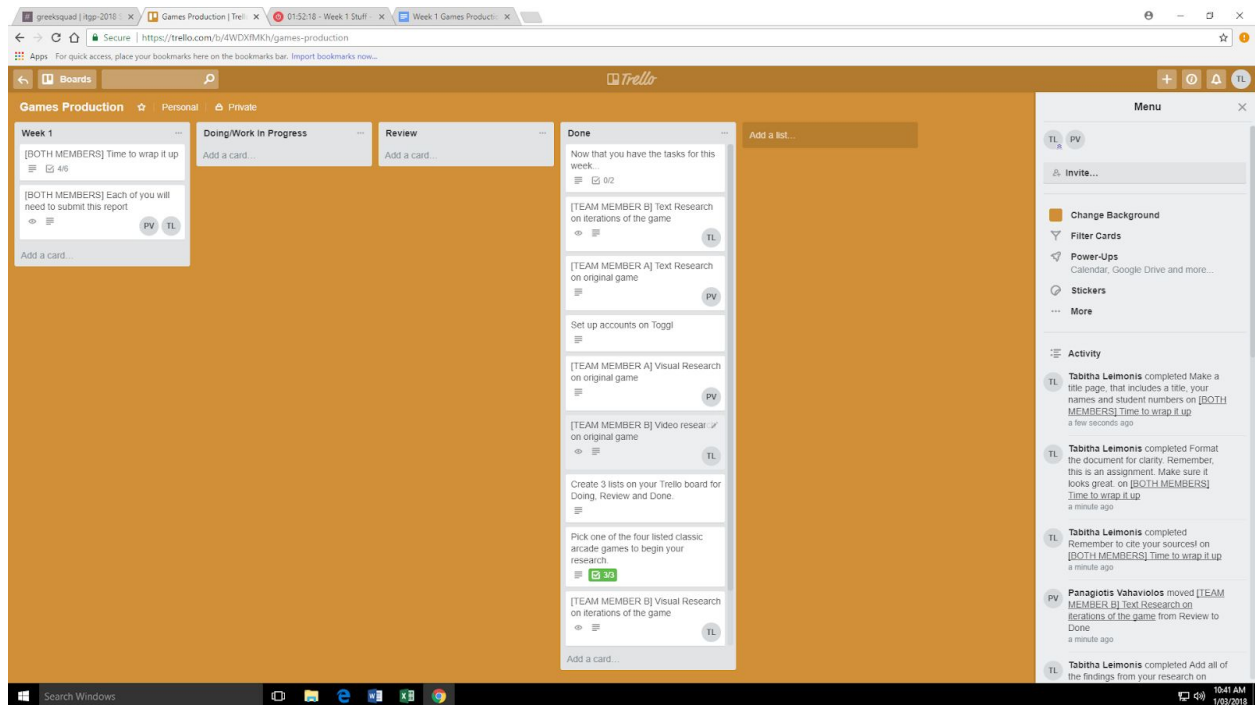 greeksquad | itgp-2018 S
Games Production | Trell
01:52:18 - Week 1 Stuff -
Week 1 Games Productic
Secure | https://trello.com/b/4WDXfMKh/games-production
Apps For quick access, place your bookmarks here on the bookmarks bar. Import bookmarks now...
Boards
Trello
TL
Games Production Personal Private
Week 1
[BOTH MEMBERS] Time to wrap it up
4/6
[BOTH MEMBERS] Each of you will
need to submit this report
PV TL
Add a card...
Doing/Work In Progress
Add a card...
Review
Add a card...
Done
Now that you have the tasks for this
week...
0/2
[TEAM MEMBER B] Text Research
on iterations of the game
TL
[TEAM MEMBER A] Text Research
on original game
PV
Set up accounts on Toggl
[TEAM MEMBER A] Visual Research
on original game
PV
[TEAM MEMBER B] Video resear
on original game
TL
Create 3 lists on your Trello board for
Doing, Review and Done.
Pick one of the four listed classic
arcade games to begin your
research.
3/3
[TEAM MEMBER B] Visual Research
on iterations of the game
TL
Add a card...
Add a list...
Menu
TL PV
Invite...
Change Background
Filter Cards
Power-Ups
Calendar, Google Drive and more...
Stickers
More
Activity
TL Tabitha Leimonis completed Make a
title page, that includes a title, your
names and student numbers on [BOTH
MEMBERS] Time to wrap it up
a few seconds ago
TL Tabitha Leimonis completed Format
the document for clarity. Remember,
this is an assignment. Make sure it
looks great. on [BOTH MEMBERS]
Time to wrap it up
a minute ago
TL Tabitha Leimonis completed
Remember to cite your sources! on
[BOTH MEMBERS] Time to wrap it up
a minute ago
PV Panagiotis Vahaviolos moved [TEAM
MEMBER B] Text Research on
iterations of the game from Review to
Done
a minute ago
TL Tabitha Leimonis completed Add all of
the findings from your research on
Search Windows
10:41 AM
1/03/2018